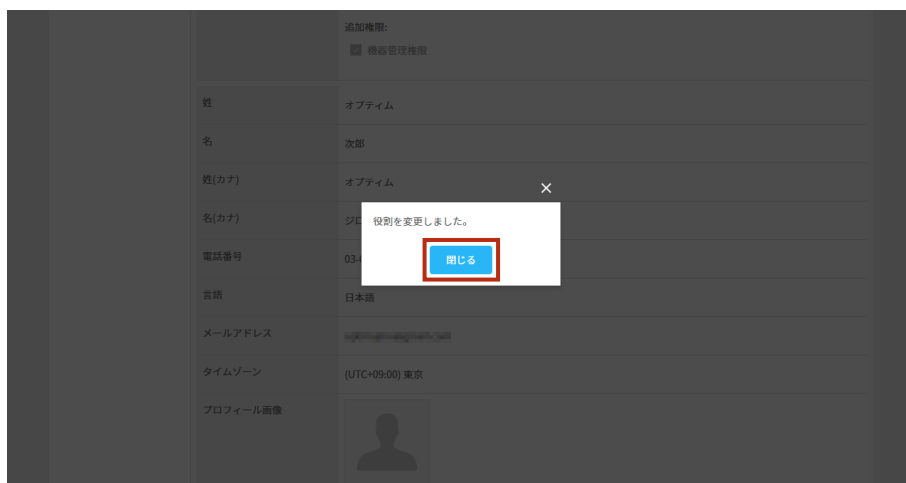 追加権限:
機器管理権限
姓
オプティム
名
次郎
姓(カナ)
オプティム
名(カナ)
ジロ
役割を変更しました。
電話番号
03-
閉じる
言語
日本語
メールアドレス
タイムゾーン
(UTC+09:00) 東京
プロフィール画像